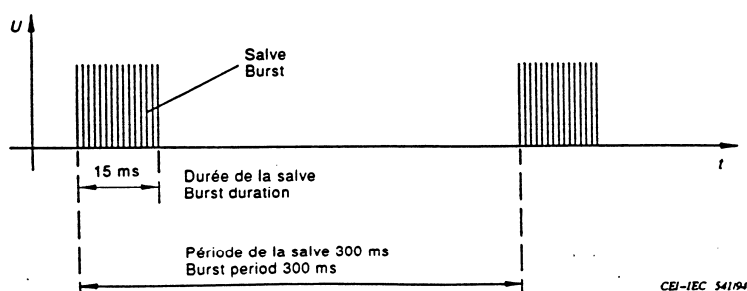 U
Salve
Burst
t
15 ms
Durée de la salve
Burst duration
Période de la salve 300 ms
Burst period 300 ms
CEI-IEC 541/94